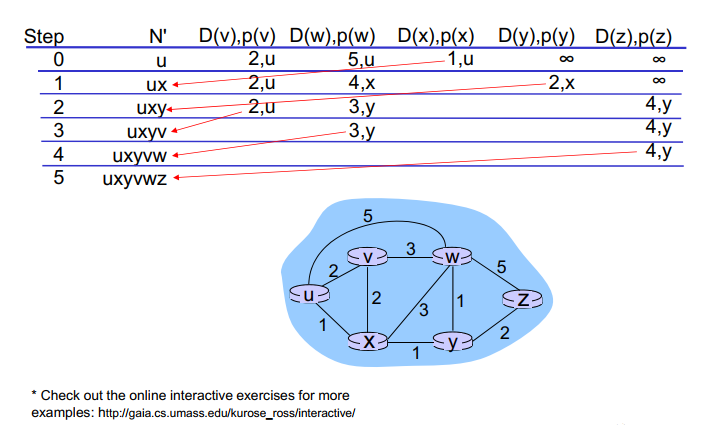 Step N' D(v),p(v) D(w),p(w) D(x),p(x) D(y),p(y) D(z),p(z)
0 u 2,u 5,u 1,u ∞ ∞
1 ux 2,u 4,x 2,x ∞
2 uxy 2,u 3,y 4,y
3 uxyv 3,y 4,y
4 uxyvw 4,y
5 uxyvwz
5
v 3 w
2 5
u 2 z
3 1
1 2
x y
1
* Check out the online interactive exercises for more
examples: http://gaia.cs.umass.edu/kurose_ross/interactive/